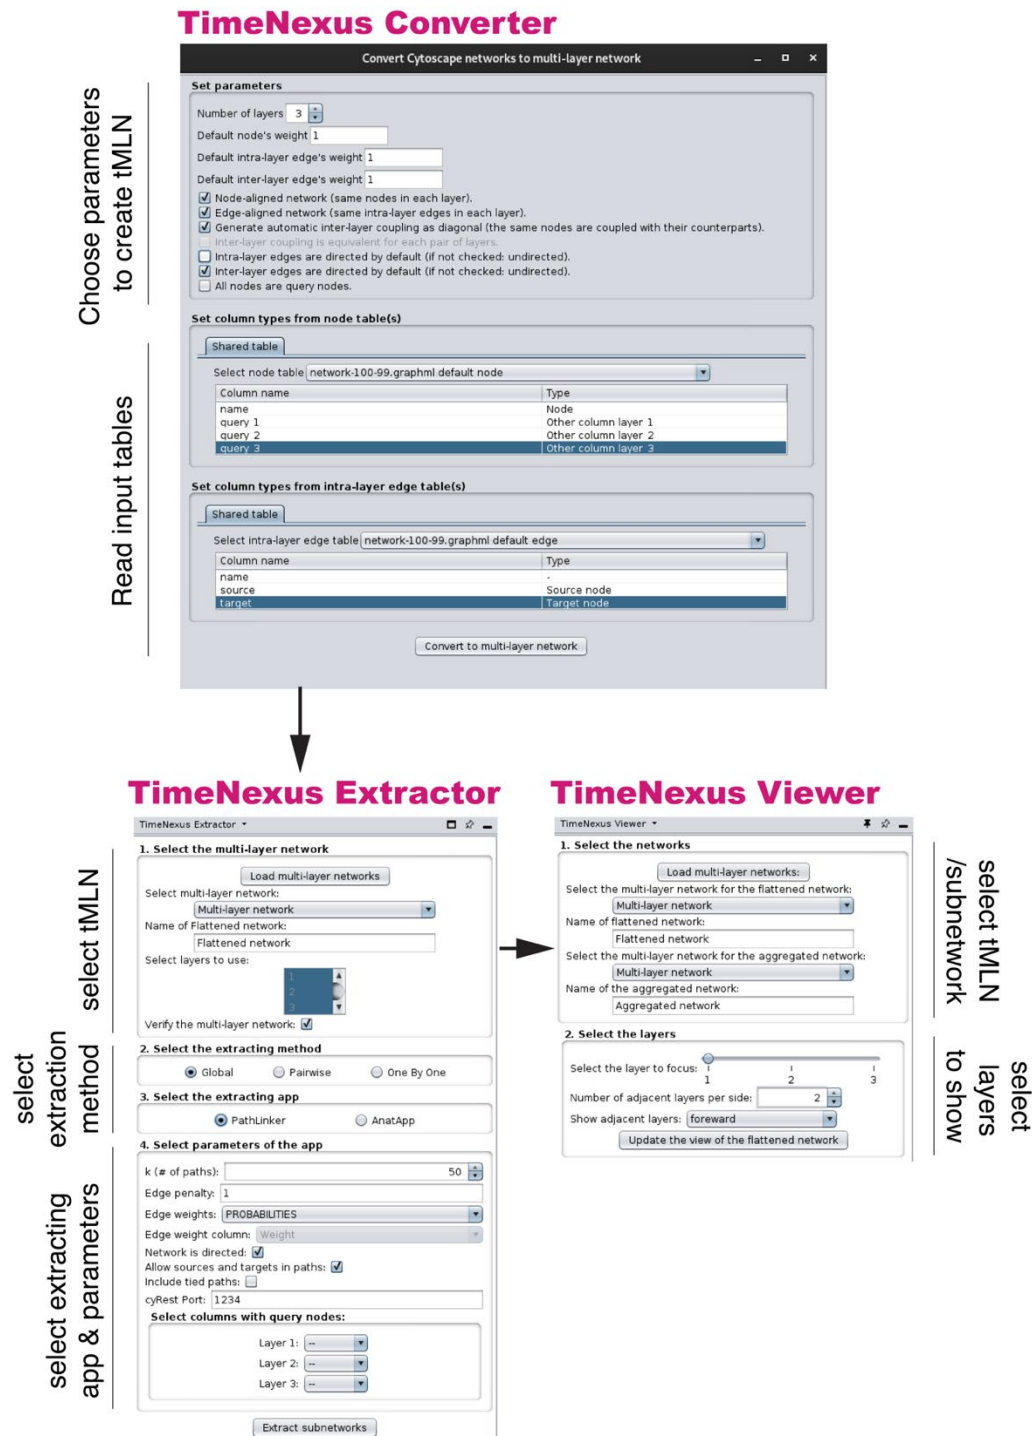 TimeNexus Converter
Convert Cytoscape networks to multi-layer network
Choose parameters
to create tMLN
Set parameters
Number of layers 3
Default node's weight 1
Default intra-layer edge's weight 1
Default inter-layer edge's weight 1
Node-aligned network (same nodes in each layer).
Edge-aligned network (same intra-layer edges in each layer).
Generate automatic inter-layer coupling as diagonal (the same nodes are coupled with their counterparts).
Inter-layer coupling is equivalent for each pair of layers.
Intra-layer edges are directed by default (if not checked: undirected).
Inter-layer edges are directed by default (if not checked: undirected).
All nodes are query nodes.
Read input tables
Set column types from node table(s)
Shared table
Select node table network-100-99.graphml default node
Column name Type
name Node
query 1 Other column layer 1
query 2 Other column layer 2
query 3 Other column layer 3
Set column types from intra-layer edge table(s)
Shared table
Select intra-layer edge table network-100-99.graphml default edge
Column name Type
name -
source Source node
target Target node
Convert to multi-layer network
TimeNexus Extractor
TimeNexus Extractor
select tMLN
1. Select the multi-layer network
Load multi-layer networks
Select multi-layer network:
Multi-layer network
Name of Flattened network:
Flattened network
Select layers to use:
1
2
3
Verify the multi-layer network:
select
extraction
method
2. Select the extracting method
Global Pairwise One By One
3. Select the extracting app
PathLinker AnatApp
select extracting
app & parameters
4. Select parameters of the app
k (# of paths): 50
Edge penalty: 1
Edge weights: PROBABILITIES
Edge weight column: Weight
Network is directed:
Allow sources and targets in paths:
Include tied paths:
cyRest Port: 1234
Select columns with query nodes:
Layer 1: --
Layer 2: --
Layer 3: --
Extract subnetworks
TimeNexus Viewer
TimeNexus Viewer
1. Select the networks
Load multi-layer networks:
Select the multi-layer network for the flattened network:
Multi-layer network
Name of flattened network:
Flattened network
Select the multi-layer network for the aggregated network:
Multi-layer network
Name of the aggregated network:
Aggregated network
select tMLN
/subnetwork
2. Select the layers
Select the layer to focus:
1 2 3
Number of adjacent layers per side: 2
Show adjacent layers: foreward
Update the view of the flattened network
select
layers
to show